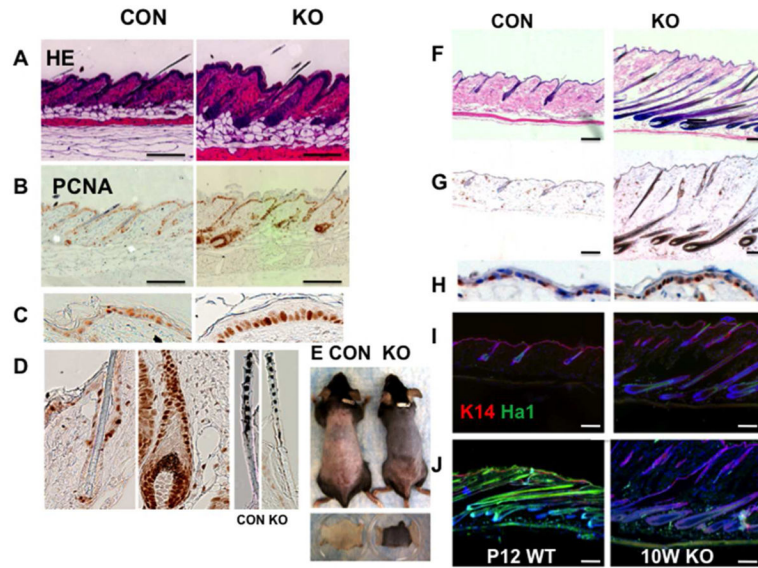 CON KO
CON KO
A HE
B PCNA
C
D
CON KO
E CON KO
F
G
H
I
K14 Ha1
J
P12 WT
10W KO